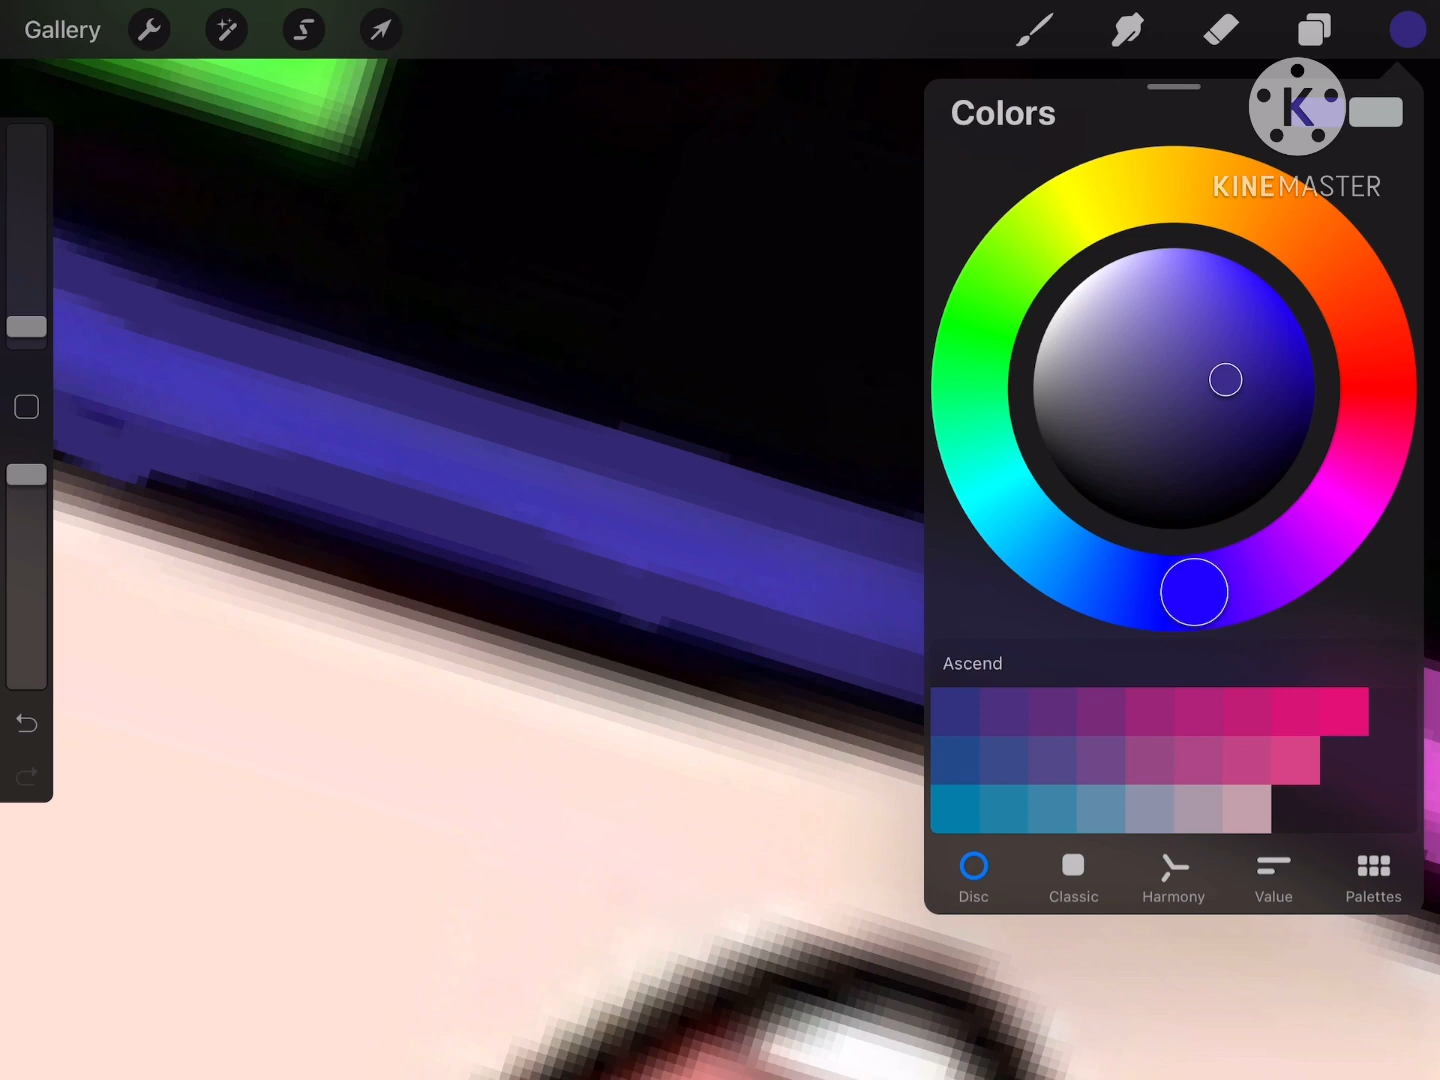 Gallery
Colors
K
KINEMASTER
Ascend
Disc
Classic
Harmony
Value
Palettes